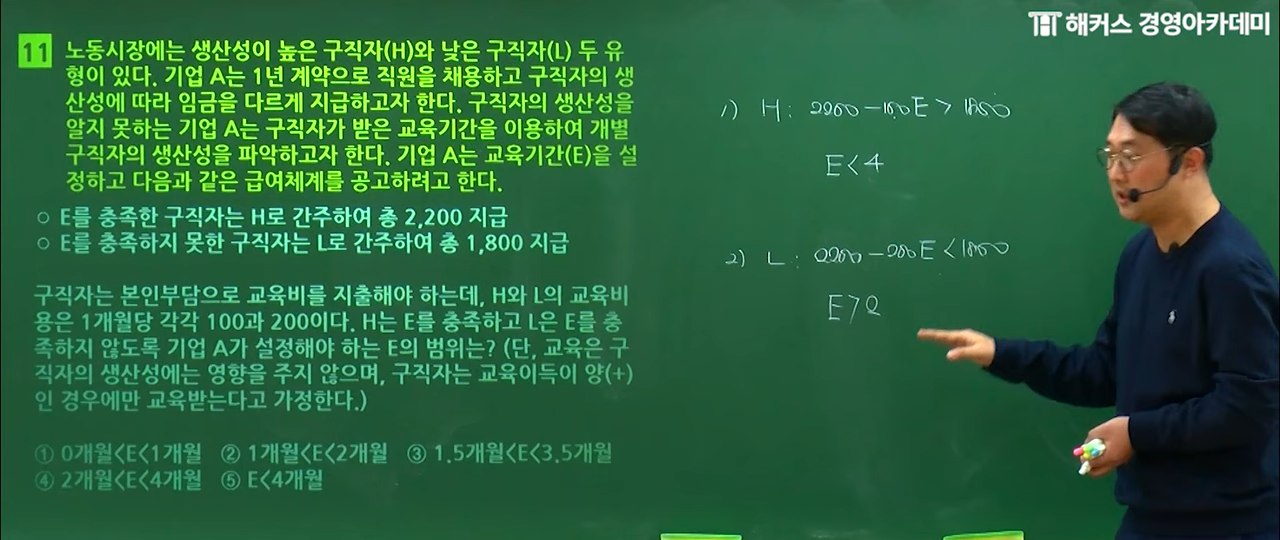 해커스 경영아카데미
11 노동시장에는 생산성이 높은 구직자(H)와 낮은 구직자(L) 두 유
형이 있다. 기업 A는 1년 계약으로 직원을 채용하고 구직자의 생
산성에 따라 임금을 다르게 지급하고자 한다. 구직자의 생산성을
알지 못하는 기업 A는 구직자가 받은 교육기간을 이용하여 개별
구직자의 생산성을 파악하고자 한다. 기업 A는 교육기간(E)을 설
정하고 다음과 같은 급여체계를 공고하려고 한다.
○ E를 충족한 구직자는 H로 간주하여 총 2,200 지급
○ E를 충족하지 못한 구직자는 L로 간주하여 총 1,800 지급
구직자는 본인부담으로 교육비를 지출해야 하는데, H와 L의 교육비
용은 1개월당 각각 100과 200이다. H는 E를 충족하고 L은 E를 충
족하지 않도록 기업 A가 설정해야 하는 E의 범위는? (단, 교육은 구
직자의 생산성에는 영향을 주지 않으며, 구직자는 교육이득이 양(+)
인 경우에만 교육받는다고 가정한다.)
① 0개월<E<1개월 ② 1개월<E<2개월 ③ 1.5개월<E<3.5개월
④ 2개월<E<4개월 ⑤ E<4개월
1) H: 2200-100E > 1800
E<4
2) L: 2200-200E < 1800
E>2